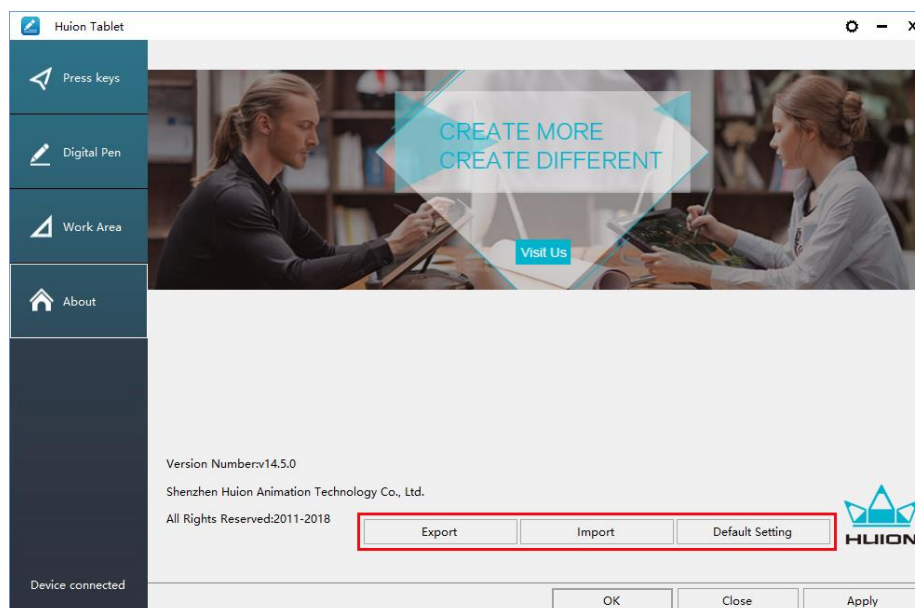 Huion Tablet
Press keys
Digital Pen
Work Area
About
CREATE MORE
CREATE DIFFERENT
Visit Us
Version Number:v14.5.0
Shenzhen Huion Animation Technology Co., Ltd.
All Rights Reserved:2011-2018
Export Import Default Setting
HUION
Device connected
OK Close Apply